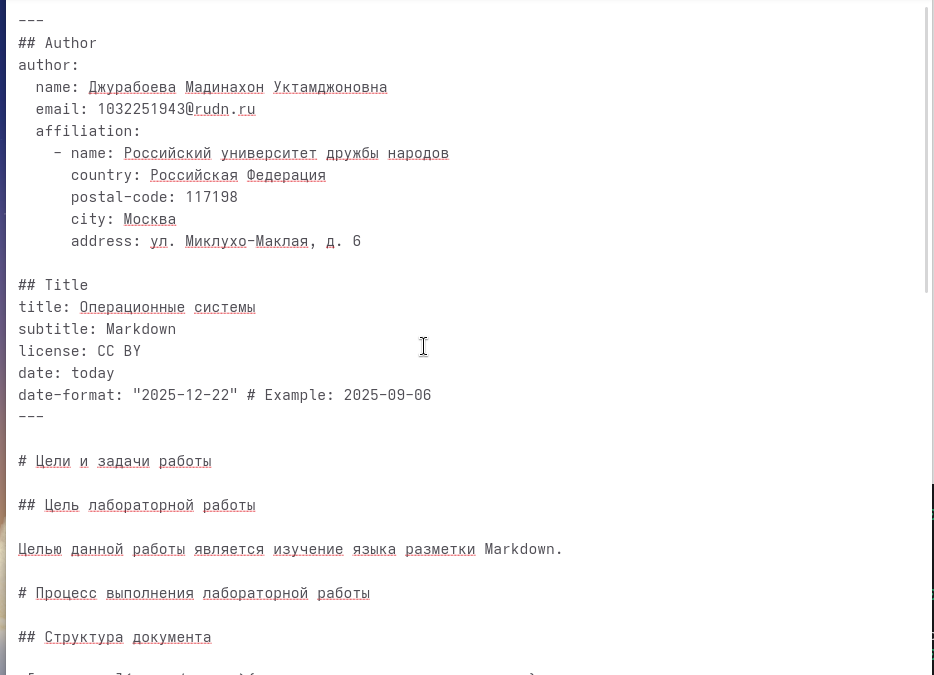 ---
## Author
author:
  name: Джурабоева Мадинахон Уктамджоновна
  email: 1032251943@rudn.ru
  affiliation:
    - name: Российский университет дружбы народов
      country: Российская Федерация
      postal-code: 117198
      city: Москва
      address: ул. Миклухо-Маклая, д. 6
## Title
title: Операционные системы
subtitle: Markdown
license: CC BY
date: today
date-format: "2025-12-22" # Example: 2025-09-06
---
# Цели и задачи работы
## Цель лабораторной работы
Целью данной работы является изучение языка разметки Markdown.
# Процесс выполнения лабораторной работы
## Структура документа